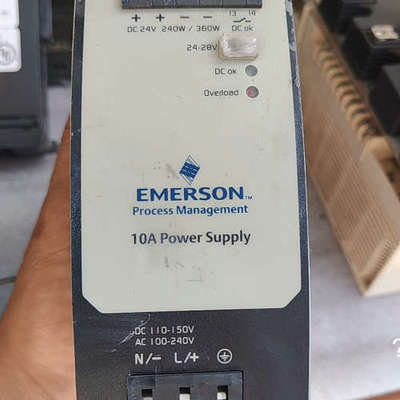 13 14
+ + − −
DC 24V 240W / 360W DC ok
24-28V
DC ok
Overload
EMERSON™
Process Management
10A Power Supply
DC 110-150V
AC 100-240V
N/− L/+